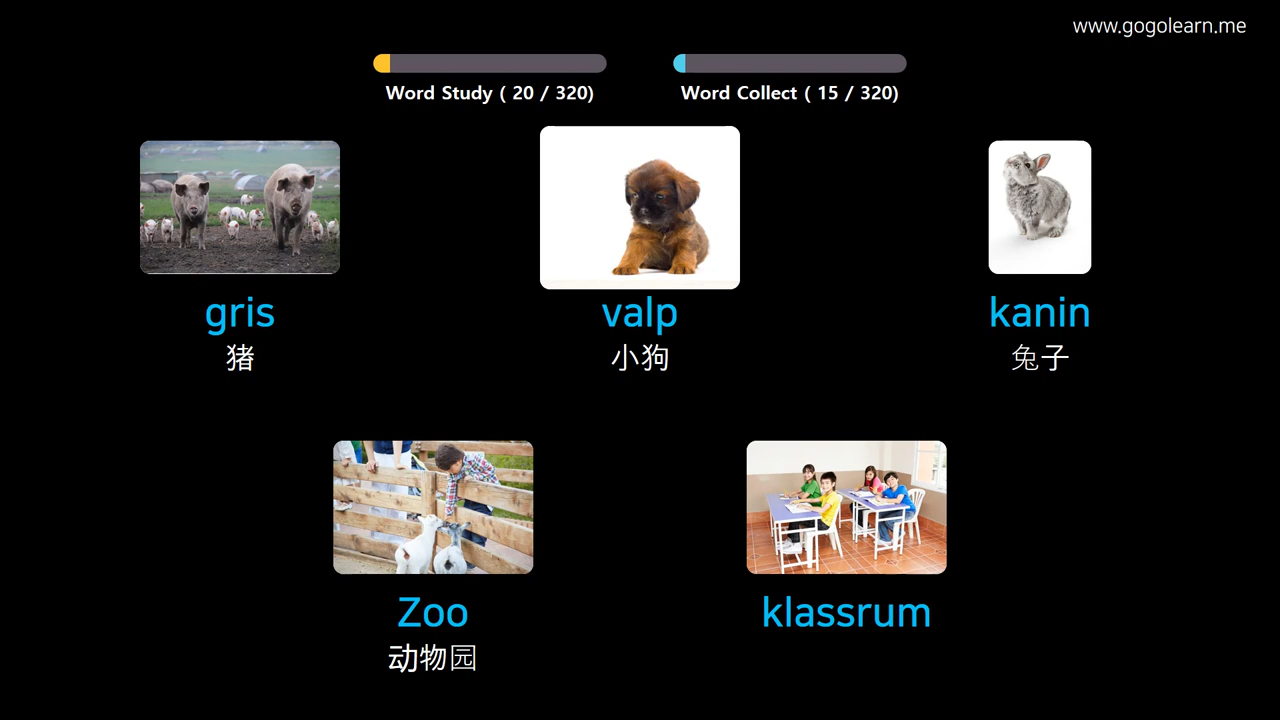 www.gogolearn.me
Word Study ( 20 / 320)
Word Collect ( 15 / 320)
gris
valp
kanin
猪
小狗
兔子
Zoo
klassrum
动物园